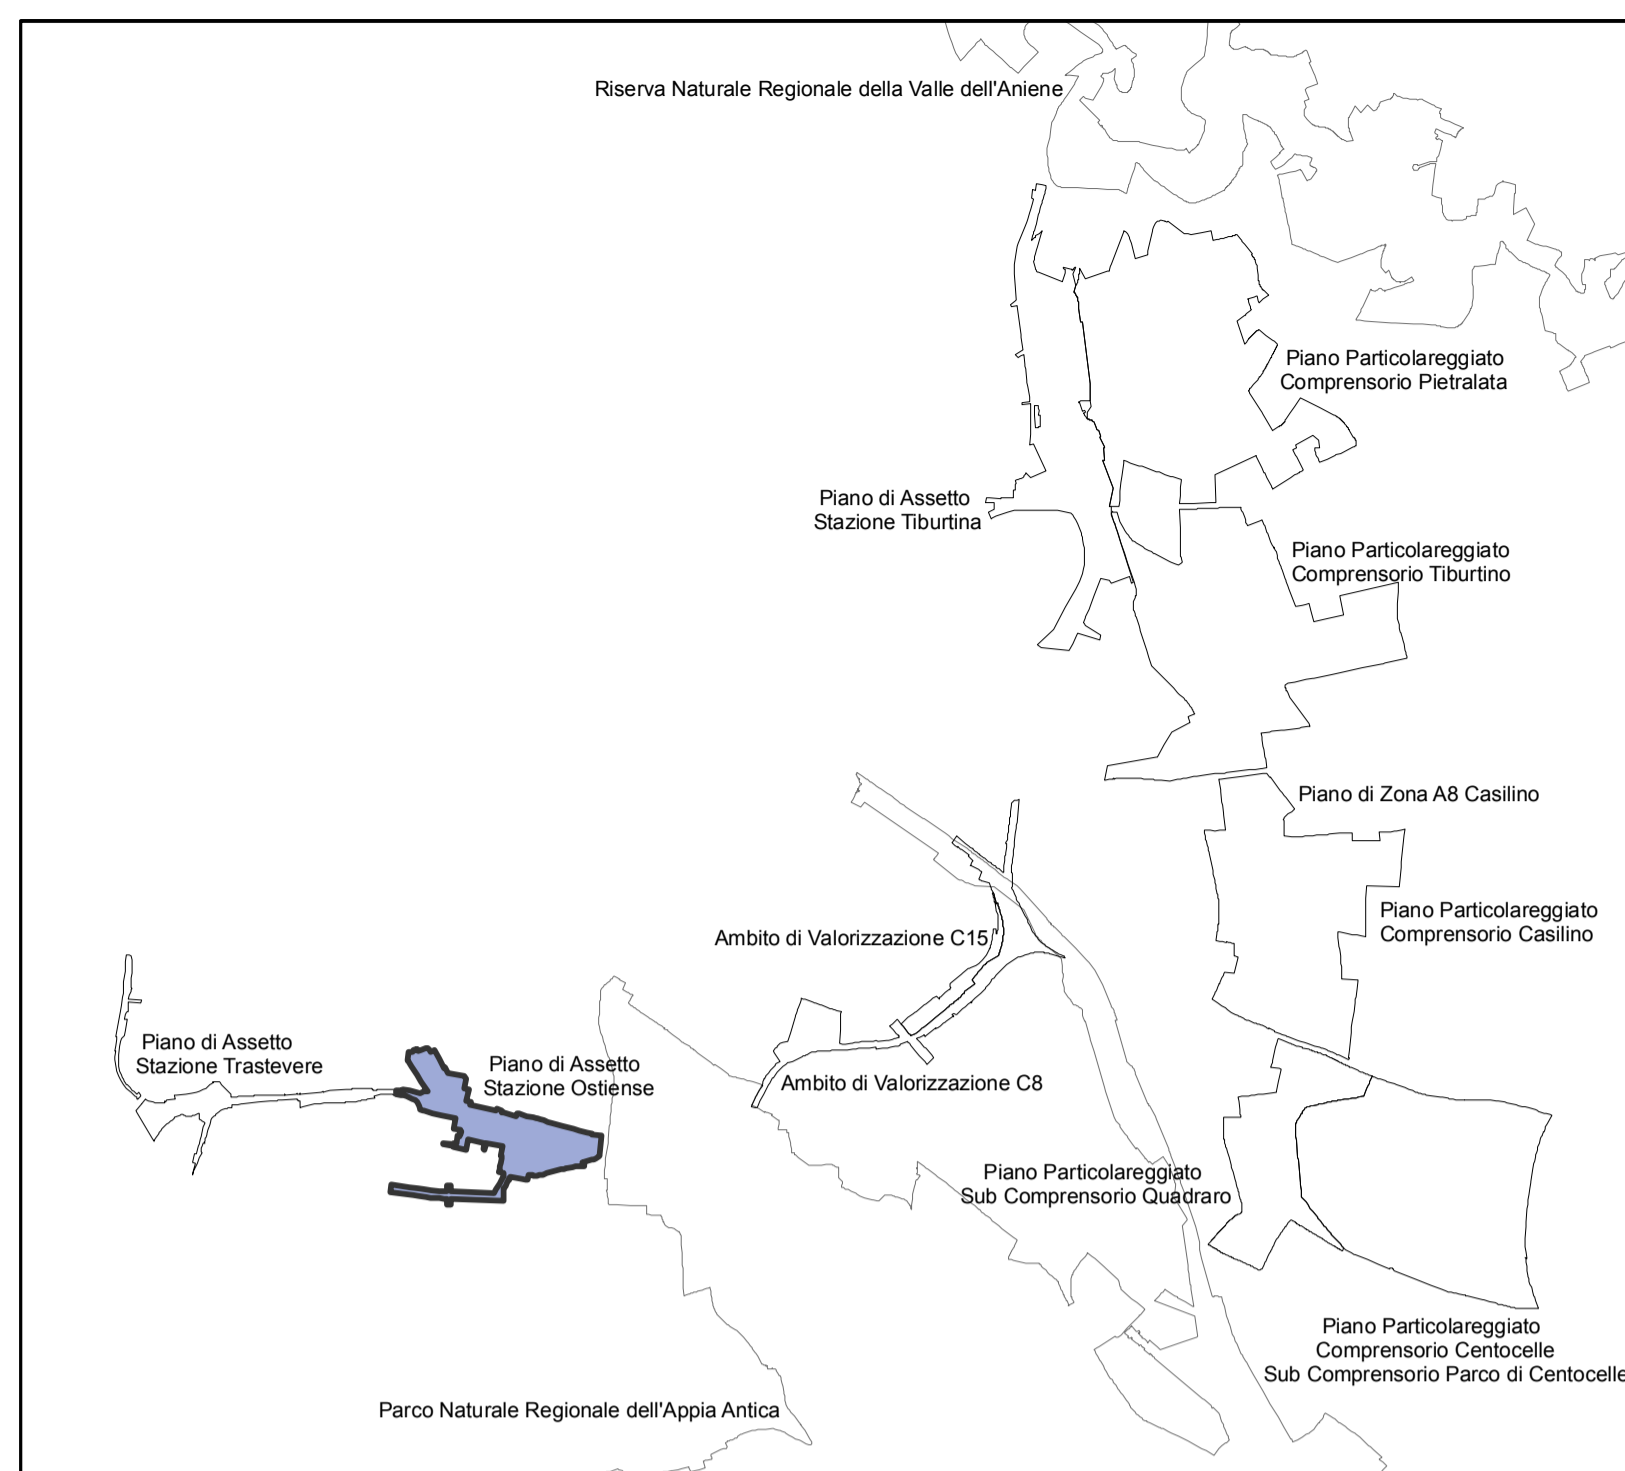 Riserva Naturale Regionale della Valle dell'Aniene
Piano Particolareggiato
Comprensorio Pietralata
Piano di Assetto
Stazione Tiburtina
Piano Particolareggiato
Comprensorio Tiburtino
Piano di Zona A8 Casilino
Piano Particolareggiato
Comprensorio Casilino
Ambito di Valorizzazione C15
Piano di Assetto
Stazione Trastevere
Piano di Assetto
Stazione Ostiense
Ambito di Valorizzazione C8
Piano Particolareggiato
Sub Comprensorio Quadraro
Piano Particolareggiato
Comprensorio Centocelle
Sub Comprensorio Parco di Centocelle
Parco Naturale Regionale dell'Appia Antica